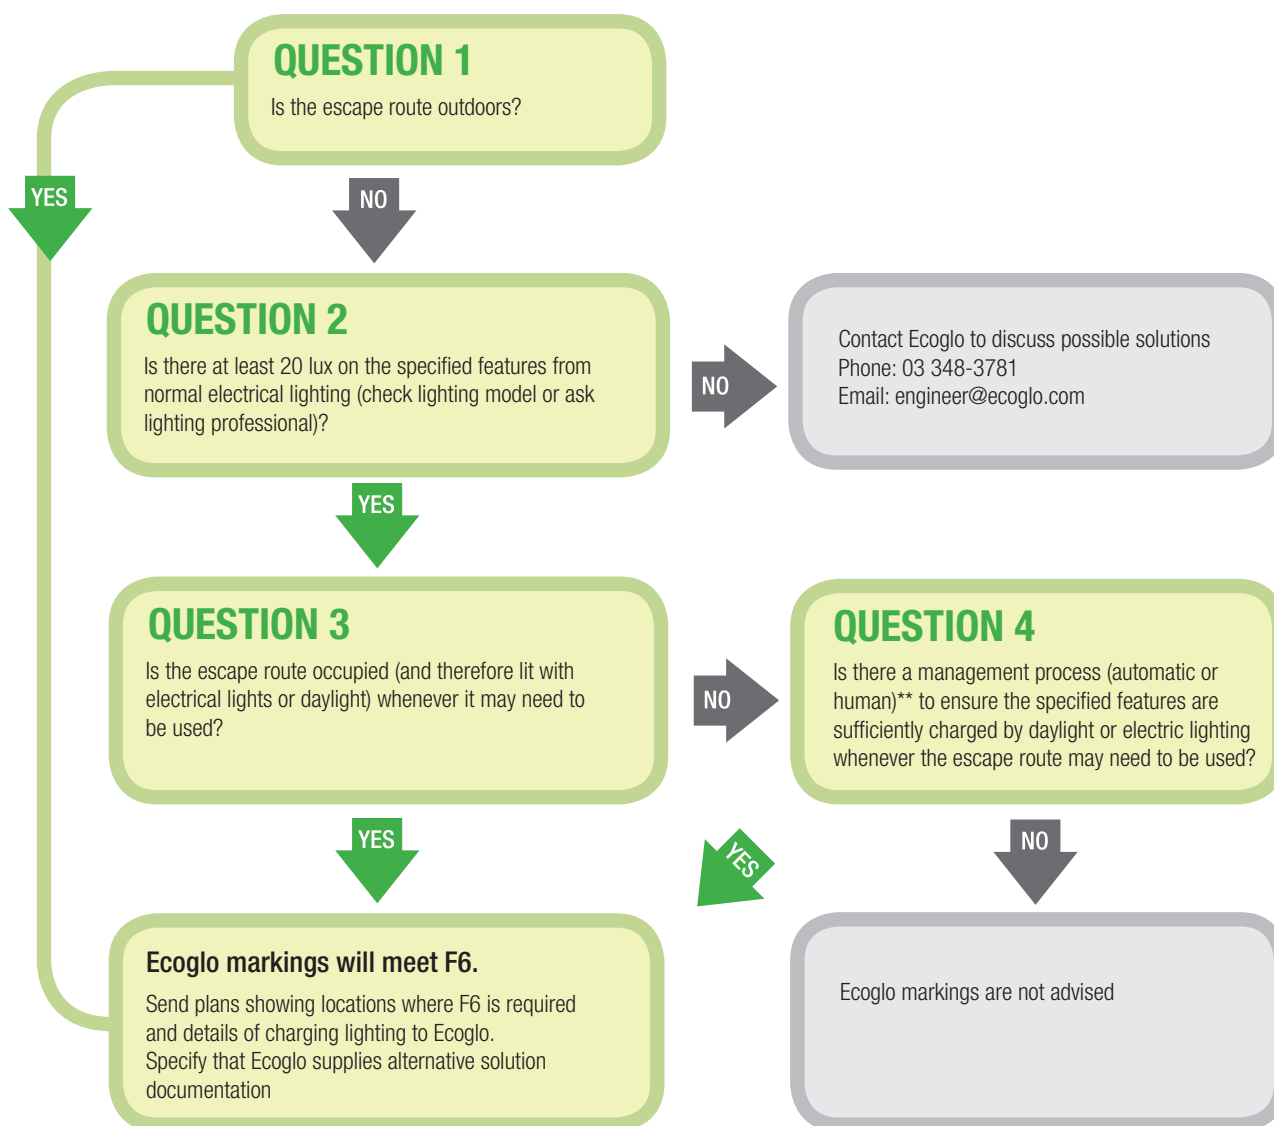 QUESTION 1
Is the escape route outdoors?
YES
NO
QUESTION 2
Is there at least 20 lux on the specified features from
normal electrical lighting (check lighting model or ask
lighting professional)?
NO
Contact Ecoglo to discuss possible solutions
Phone: 03 348-3781
Email: engineer@ecoglo.com
YES
QUESTION 3
Is the escape route occupied (and therefore lit with
electrical lights or daylight) whenever it may need to
be used?
NO
QUESTION 4
Is there a management process (automatic or
human)** to ensure the specified features are
sufficiently charged by daylight or electric lighting
whenever the escape route may need to be used?
YES
YES
NO
Ecoglo markings will meet F6.
Send plans showing locations where F6 is required
and details of charging lighting to Ecoglo.
Specify that Ecoglo supplies alternative solution
documentation
Ecoglo markings are not advised